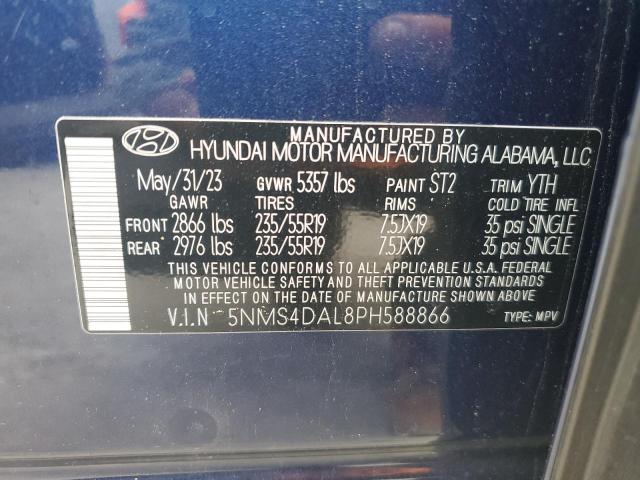 MANUFACTURED BY
HYUNDAI MOTOR MANUFACTURING ALABAMA, LLC
May/31/23 GVWR 5357 lbs PAINT ST2 TRIM YTH
GAWR TIRES RIMS COLD TIRE INFL
FRONT 2866 lbs 235/55R19 7.5JX19 35 psi SINGLE
REAR 2976 lbs 235/55R19 7.5JX19 35 psi SINGLE
THIS VEHICLE CONFORMS TO ALL APPLICABLE U.S.A. FEDERAL
MOTOR VEHICLE SAFETY AND THEFT PREVENTION STANDARDS
IN EFFECT ON THE DATE OF MANUFACTURE SHOWN ABOVE.
V.I.N 5NMS4DAL8PH588866 TYPE: MPV